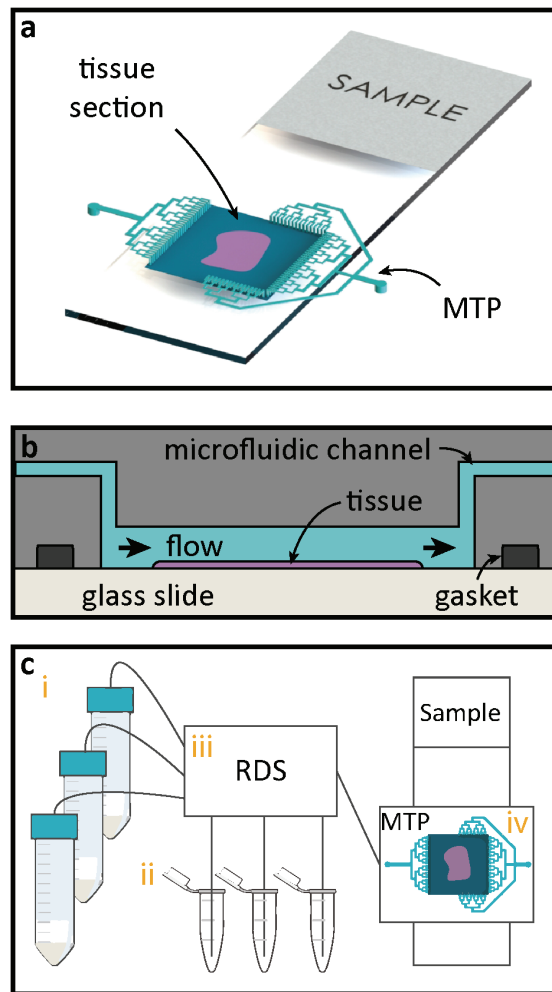 a
tissue
section
SAMPLE
MTP
b
microfluidic channel
tissue
flow
glass slide
gasket
c
i
iii
RDS
ii
Sample
MTP
iv